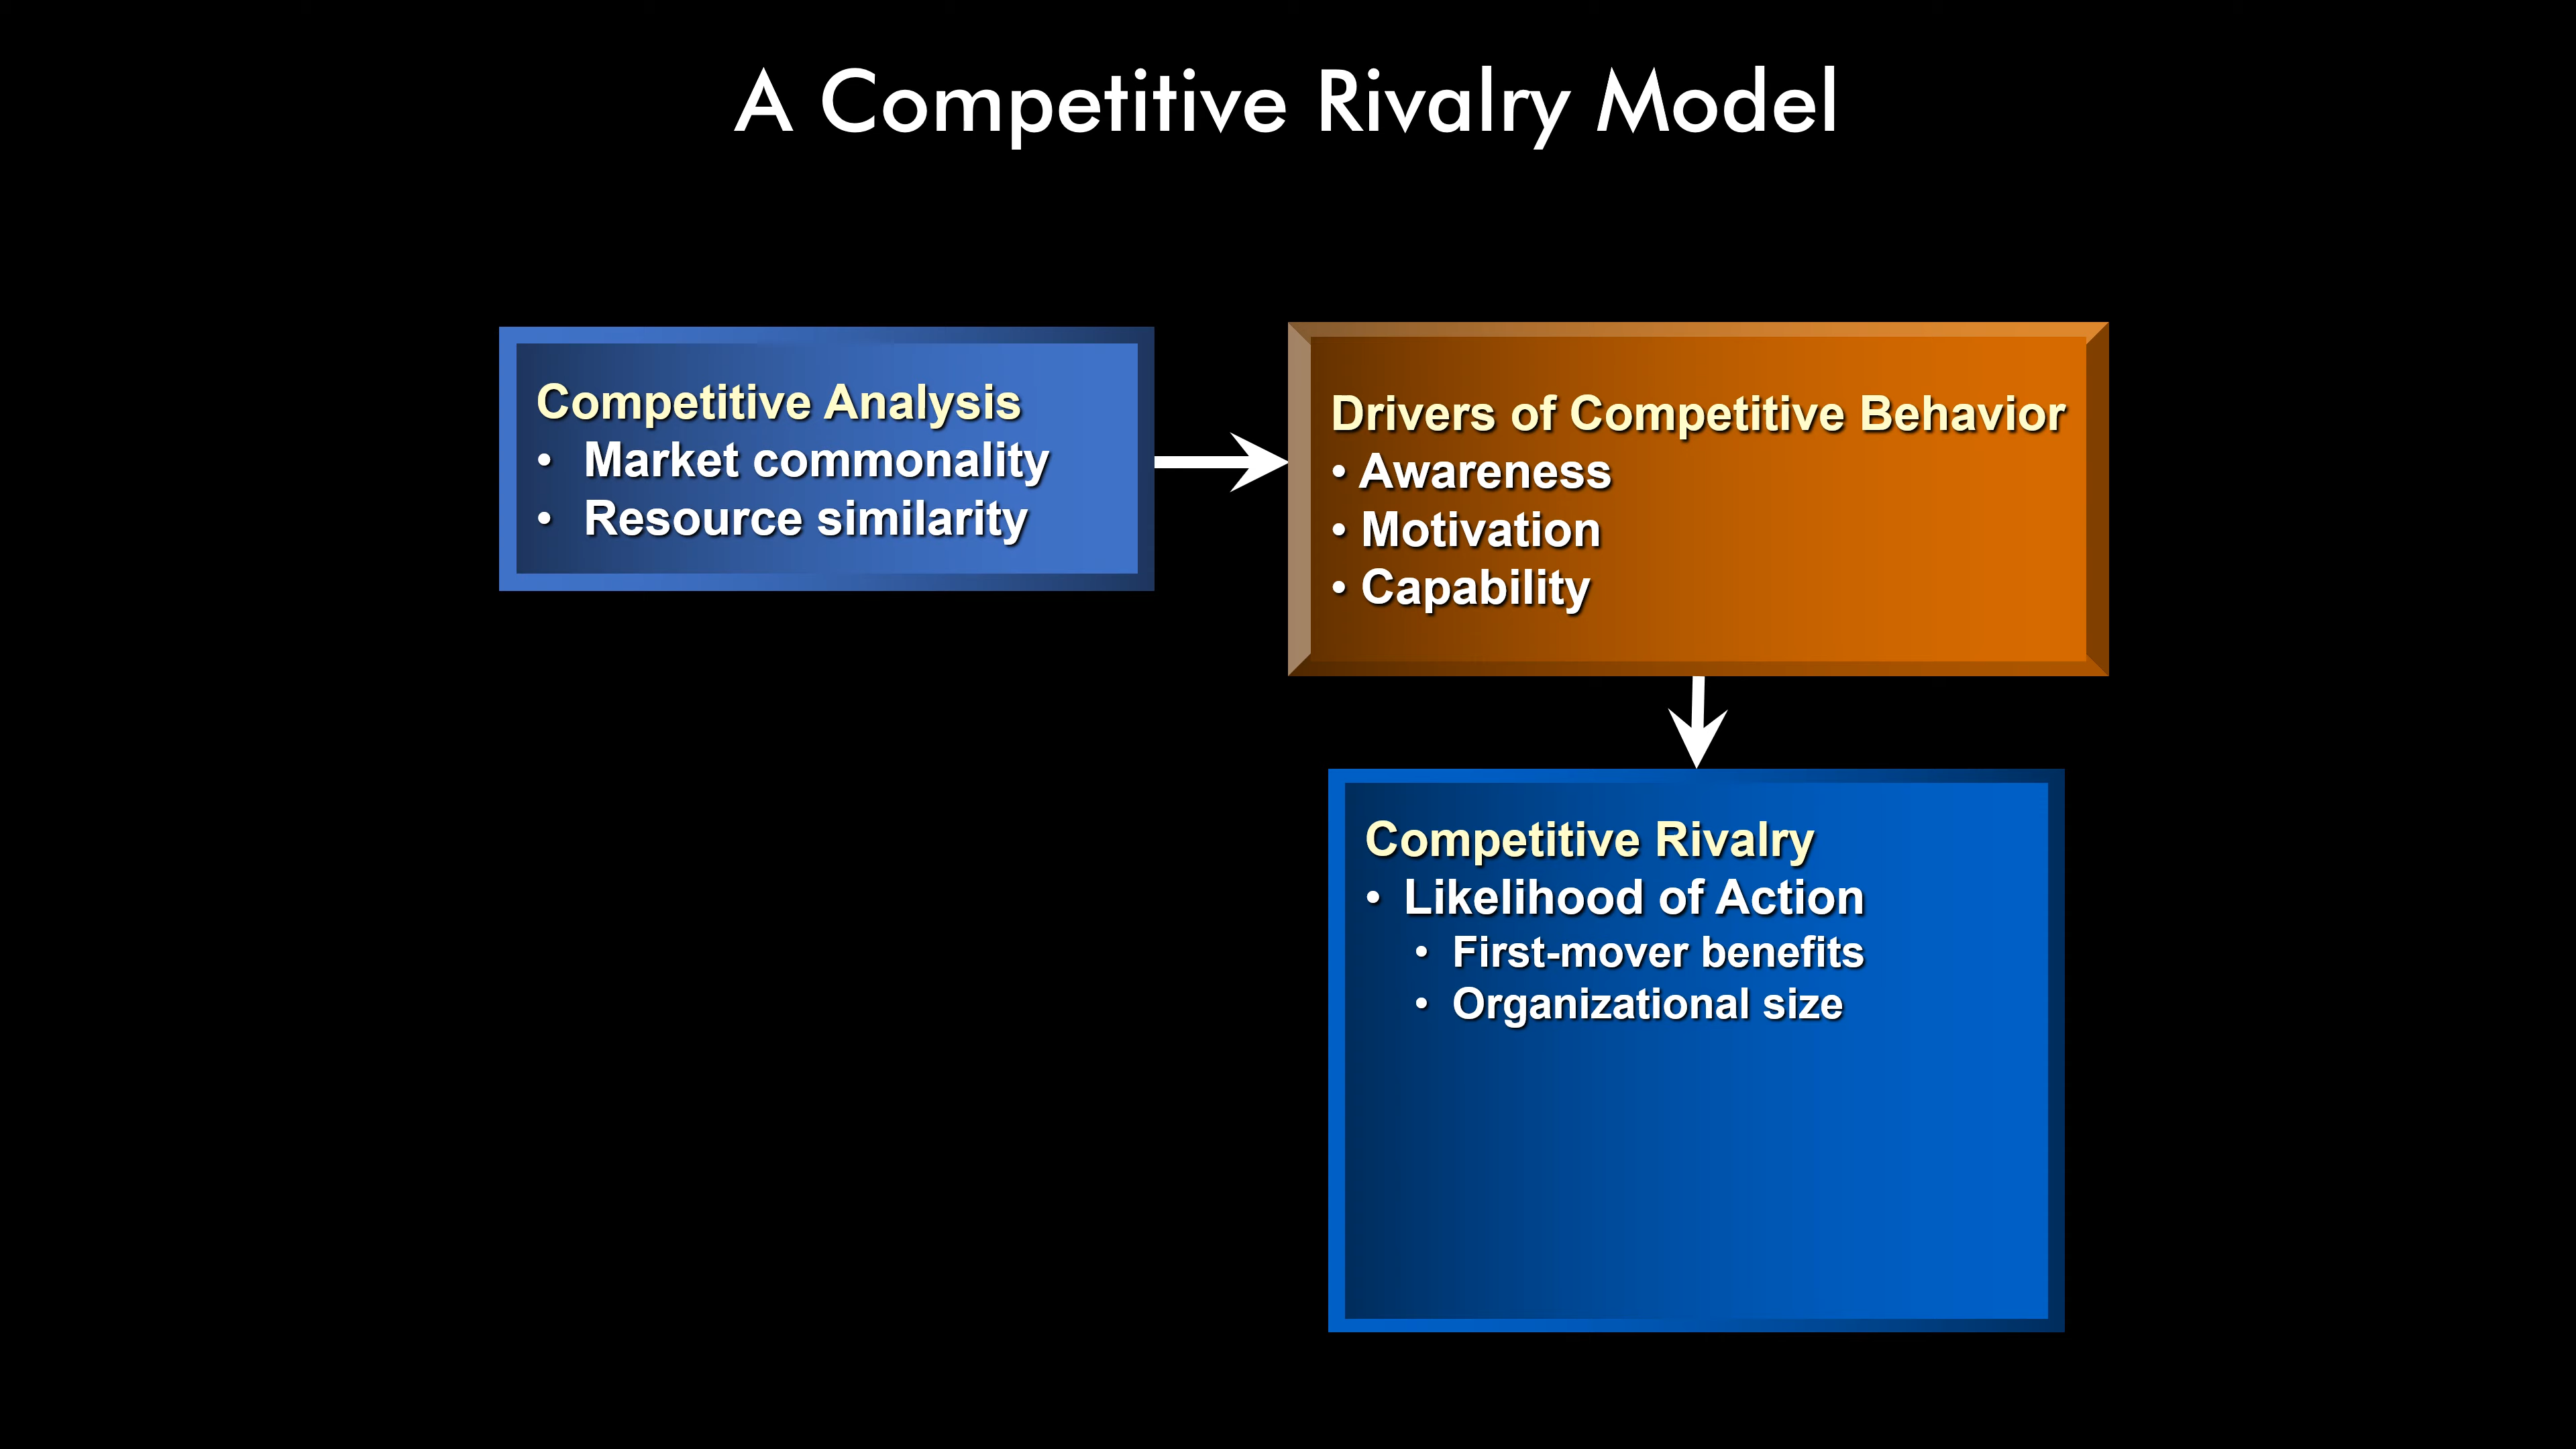 A Competitive Rivalry Model
Competitive Analysis
• Market commonality
• Resource similarity
Drivers of Competitive Behavior
• Awareness
• Motivation
• Capability
Competitive Rivalry
• Likelihood of Action
• First-mover benefits
• Organizational size